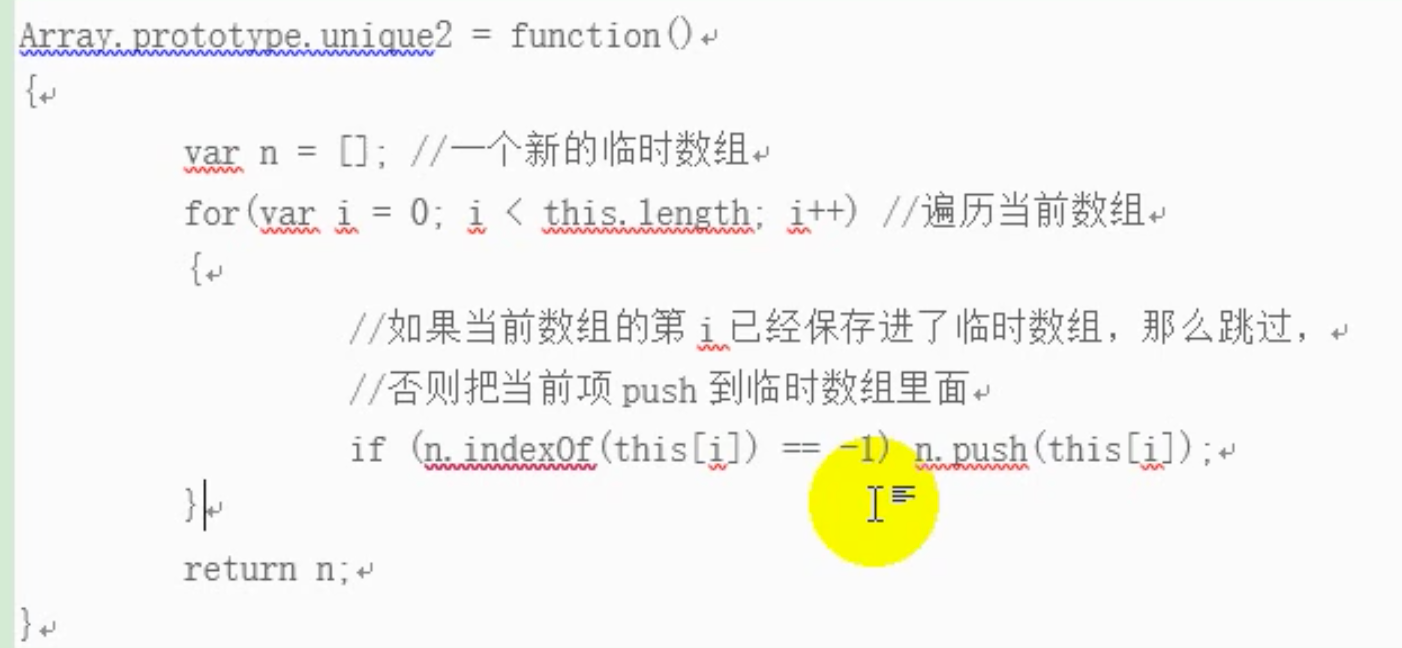 Array.prototype.unique2 = function()
{
var n = []; //一个新的临时数组
for(var i = 0; i < this.length; i++) //遍历当前数组
{
//如果当前数组的第 i 已经保存进了临时数组，那么跳过，
//否则把当前项 push 到临时数组里面
if (n.indexOf(this[i]) == -1) n.push(this[i]);
}
return n;
}